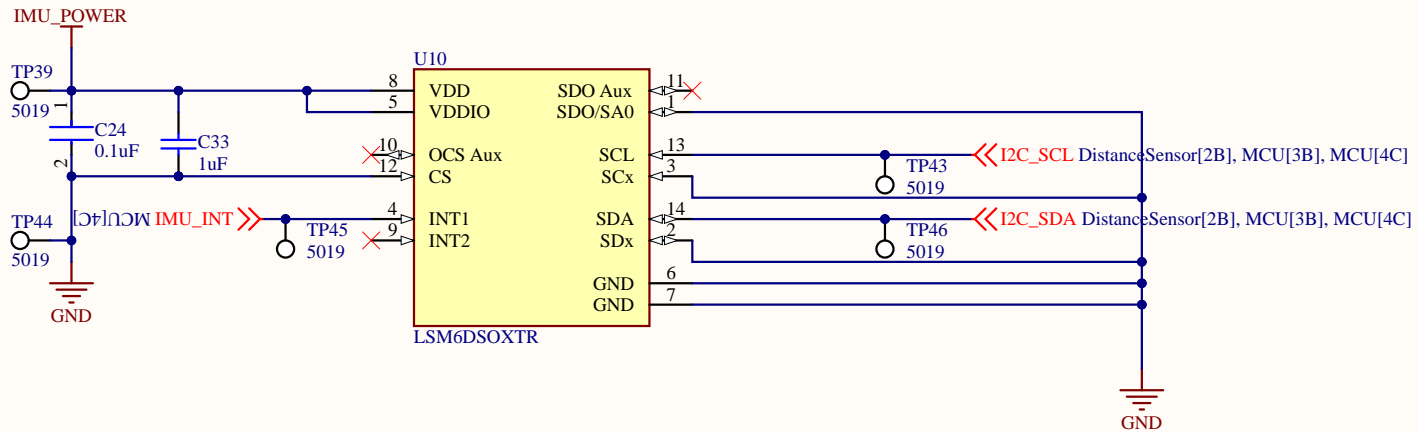 IMU_POWER
U10
TP39
5019
1
C24
0.1uF
2
C33
1uF
8 VDD
5 VDDIO
10 OCS Aux
12 CS
4 INT1
9 INT2
SDO Aux 11
SDO/SA0 1
SCL 13
SCx 3
SDA 14
SDx 2
GND 6
GND 7
LSM6DSOXTR
TP44
5019
GND
MCU[4C] IMU_INT
TP45
5019
I2C_SCL DistanceSensor[2B], MCU[3B], MCU[4C]
TP43
5019
I2C_SDA DistanceSensor[2B], MCU[3B], MCU[4C]
TP46
5019
GND